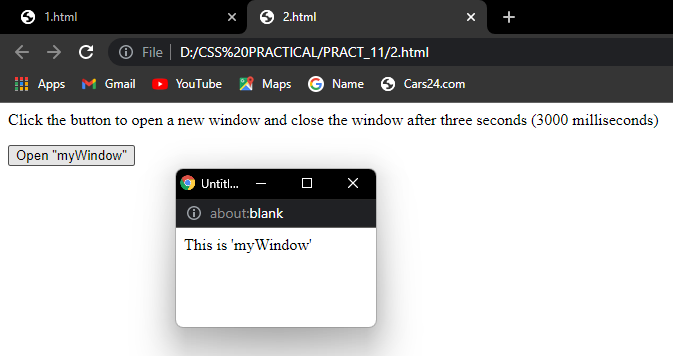 1.html
2.html
File | D:/CSS%20PRACTICAL/PRACT_11/2.html
Apps Gmail YouTube Maps Name Cars24.com
Click the button to open a new window and close the window after three seconds (3000 milliseconds)
Open "myWindow"
Untitl...
about:blank
This is 'myWindow'